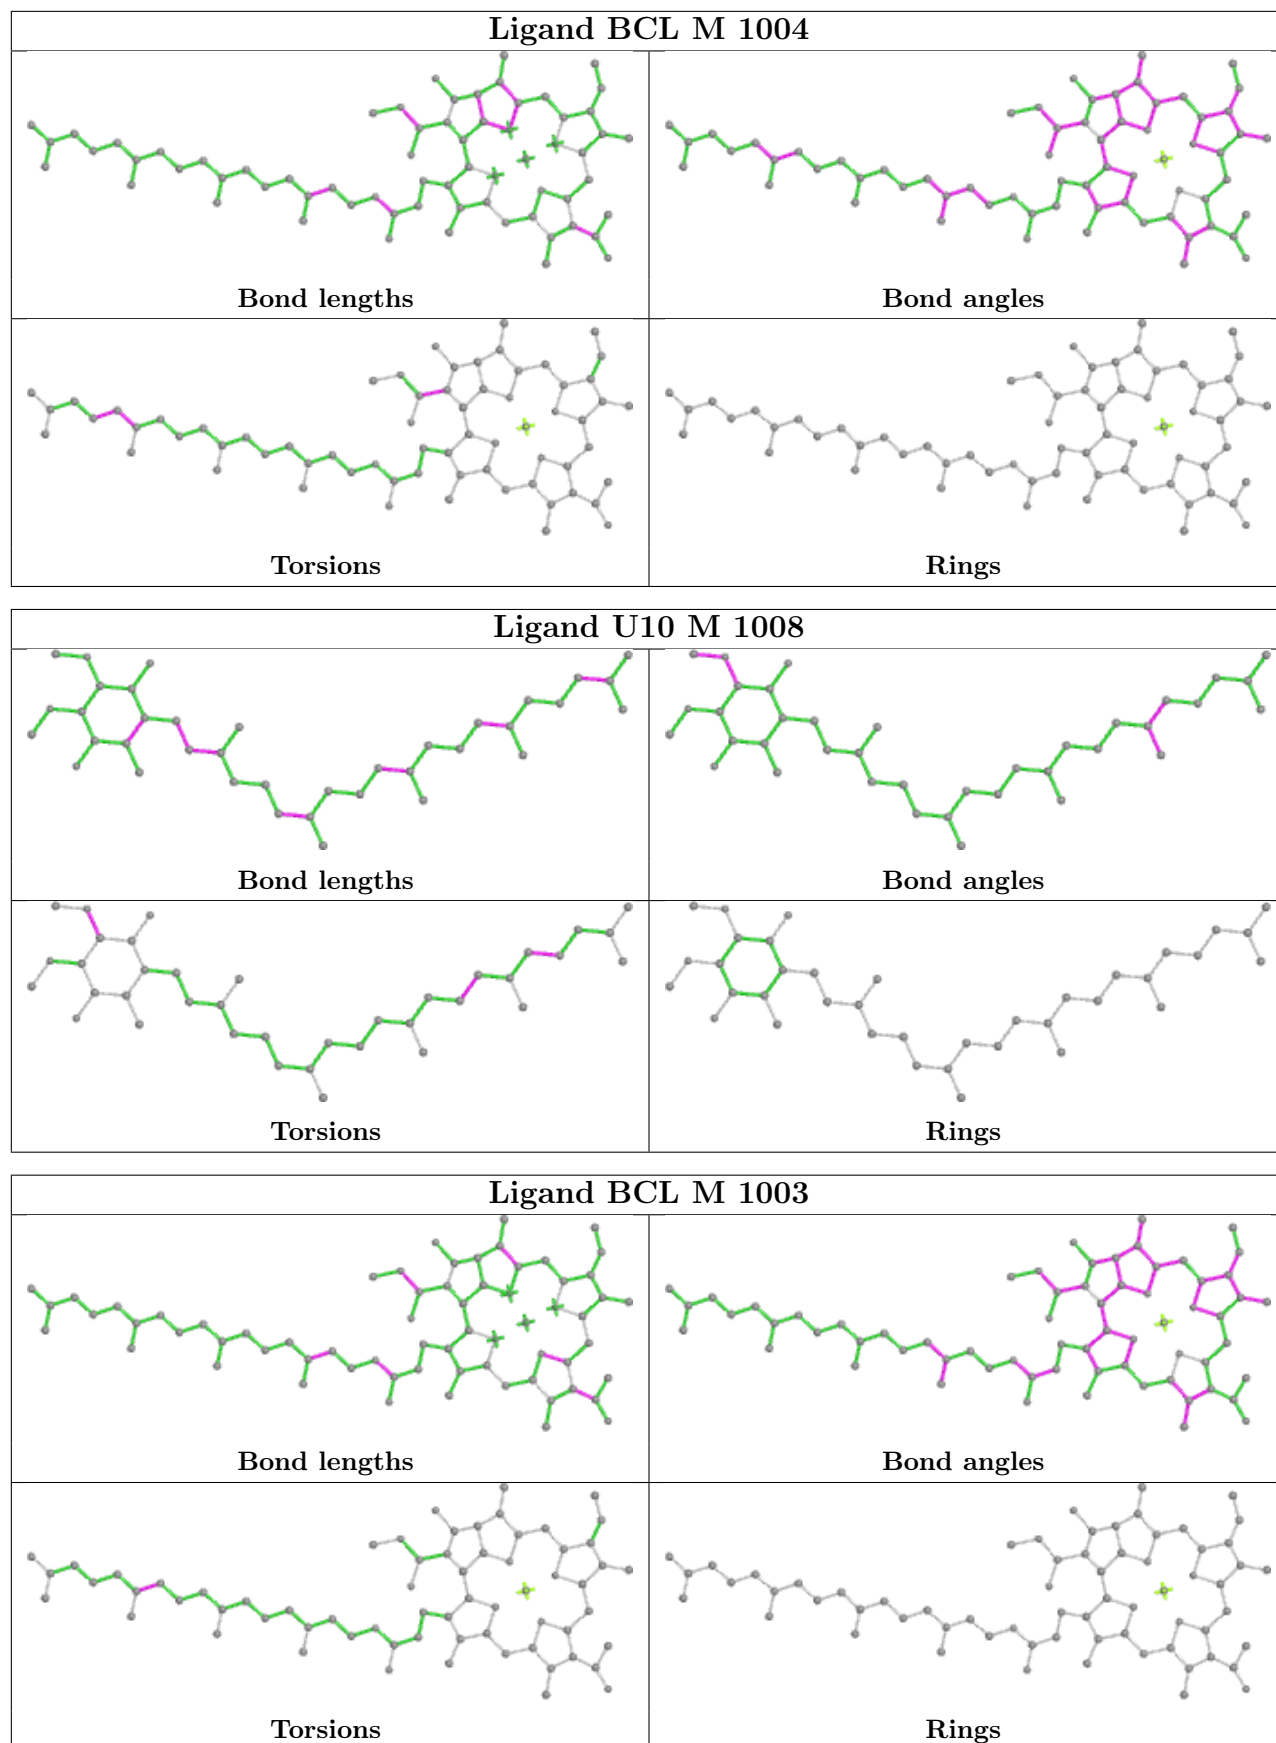 Ligand BCL M 1004
Bond lengths
Bond angles
Torsions
Rings
Ligand U10 M 1008
Bond lengths
Bond angles
Torsions
Rings
Ligand BCL M 1003
Bond lengths
Bond angles
Torsions
Rings